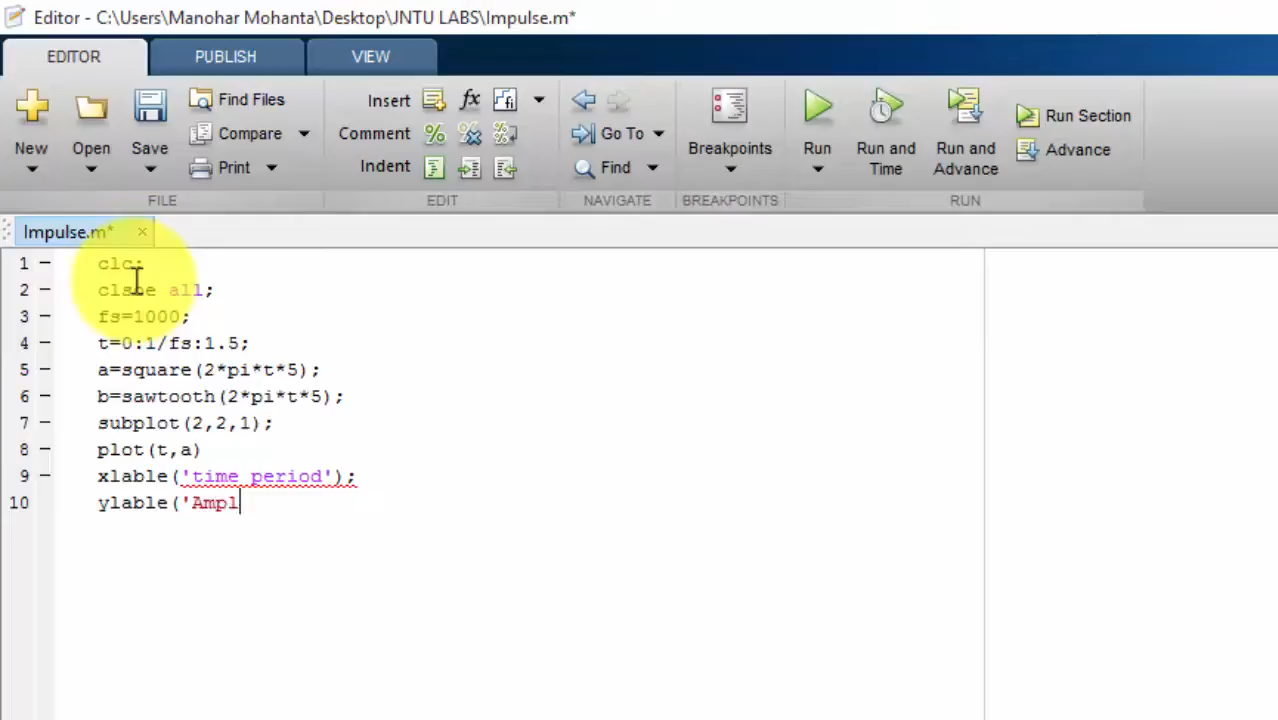 Editor - C:\Users\Manohar Mohanta\Desktop\JNTU LABS\Impulse.m*
EDITOR PUBLISH VIEW
New
Open
Save
Find Files
Compare
Print
FILE
Insert fx fi
Comment % %
Indent
EDIT
Go To
Find
NAVIGATE
Breakpoints
BREAKPOINTS
Run
Run and Time
Run and Advance
Run Section
Advance
RUN
Impulse.m* ×
1 – clc;
2 – clsoe all;
3 – fs=1000;
4 – t=0:1/fs:1.5;
5 – a=square(2*pi*t*5);
6 – b=sawtooth(2*pi*t*5);
7 – subplot(2,2,1);
8 – plot(t,a)
9 – xlable('time period');
10 ylable('Ampl